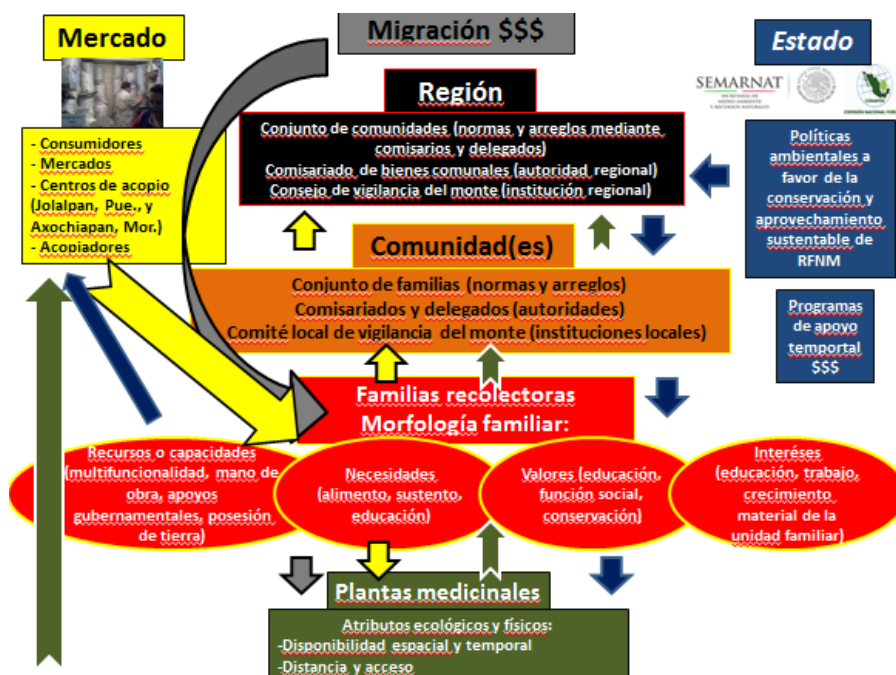 Mercado
- Consumidores
- Mercados
- Centros de acopio
(Jolalpan, Pue., y
Axochiapan, Mor.)
- Acopiadores
Migración $$$
Región
Conjunto de comunidades (normas y arreglos mediante
comisarios y delegados)
Comisariado de bienes comunales (autoridad regional)
Consejo de vigilancia del monte (institución regional)
Estado
SEMARNAT
Políticas
ambientales a
favor de la
conservación y
aprovechamiento
sustentable de
RFNM
Programas
de apoyo
temportal
$$$
Comunidad(es)
Conjunto de familias (normas y arreglos)
Comisariados y delegados (autoridades)
Comité local de vigilancia del monte (instituciones locales)
Familias recolectoras
Morfología familiar:
Recursos o capacidades
(multifuncionalidad, mano de
obra, apoyos
gubernamentales, posesión
de tierra)
Necesidades
(alimento, sustento,
educación)
Valores (educación,
función social,
conservación)
Interéses
(educación, trabajo,
crecimiento
material de la
unidad familiar)
Plantas medicinales
Atributos ecológicos y físicos:
-Disponibilidad espacial y temporal
-Distancia y acceso